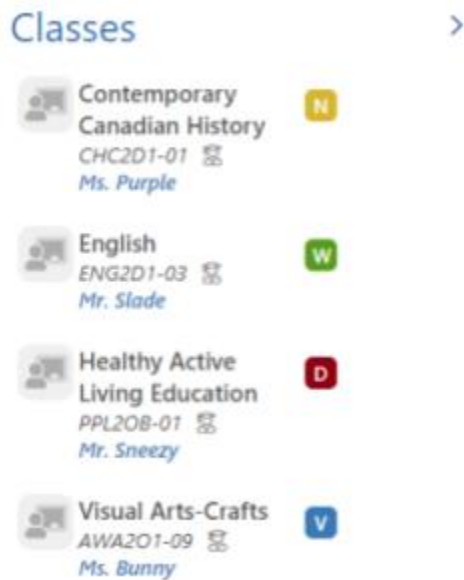 Classes
Contemporary
Canadian History
N
CHC2D1-01
Ms. Purple
English
W
ENG2D1-03
Mr. Slade
Healthy Active
Living Education
D
PPL2OB-01
Mr. Sneezy
Visual Arts-Crafts
V
AWA2O1-09
Ms. Bunny